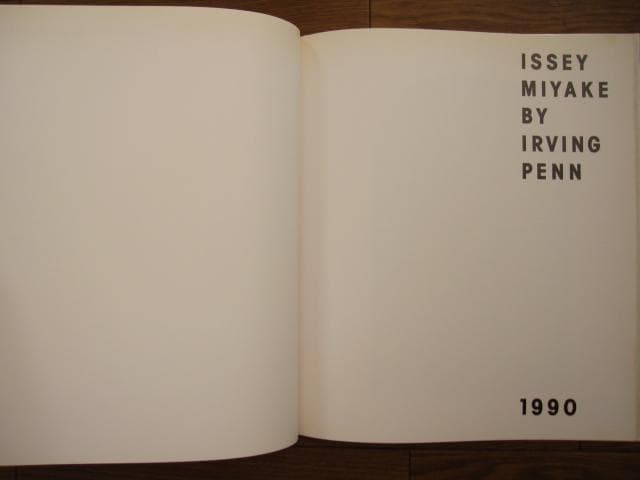 ISSEY
MIYAKE
BY
IRVING
PENN
1990